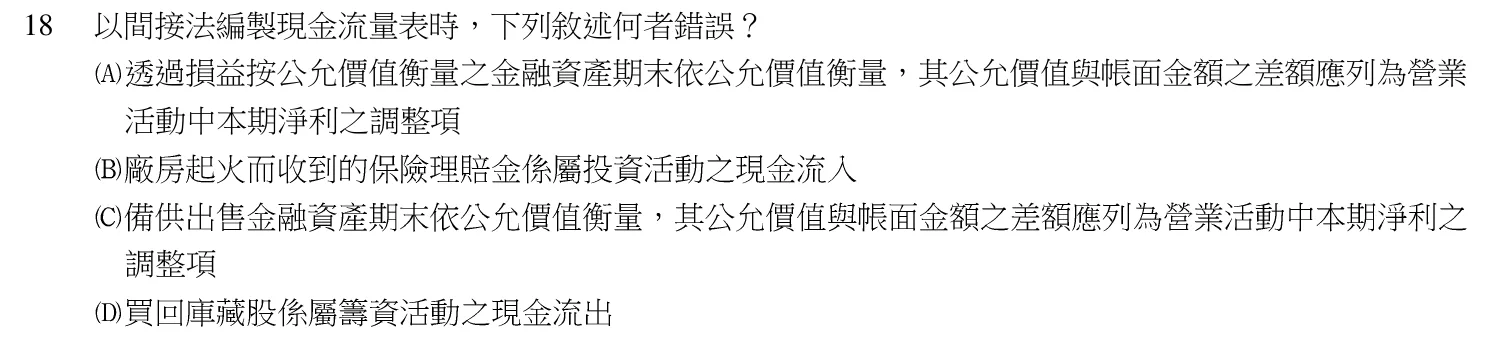 18 以間接法編製現金流量表時，下列敘述何者錯誤？
(A)透過損益按公允價值衡量之金融資產期末依公允價值衡量，其公允價值與帳面金額之差額應列為營業
活動中本期淨利之調整項
(B)廠房起火而收到的保險理賠金係屬投資活動之現金流入
(C)備供出售金融資產期末依公允價值衡量，其公允價值與帳面金額之差額應列為營業活動中本期淨利之
調整項
(D)買回庫藏股係屬籌資活動之現金流出